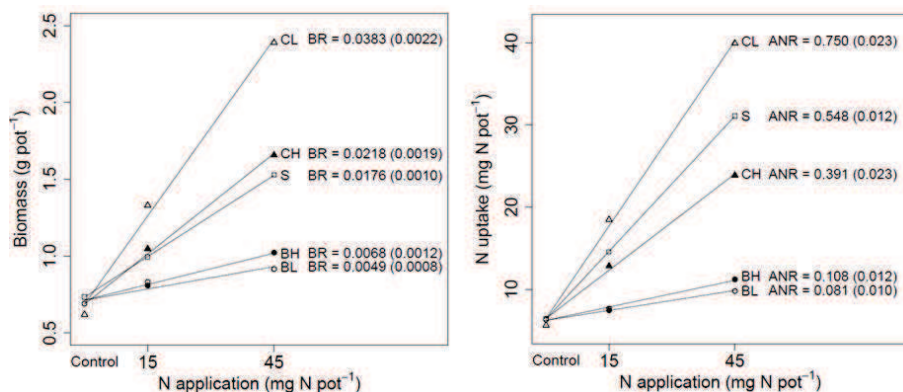 Biomass (g pot⁻¹)
2.5
2.0
1.5
1.0
0.5
CL BR = 0.0383 (0.0022)
CH BR = 0.0218 (0.0019)
S BR = 0.0176 (0.0010)
BH BR = 0.0068 (0.0012)
BL BR = 0.0049 (0.0008)
Control 15 45
N application (mg N pot⁻¹)
N uptake (mg N pot⁻¹)
40
30
20
10
CL ANR = 0.750 (0.023)
S ANR = 0.548 (0.012)
CH ANR = 0.391 (0.023)
BH ANR = 0.108 (0.012)
BL ANR = 0.081 (0.010)
Control 15 45
N application (mg N pot⁻¹)